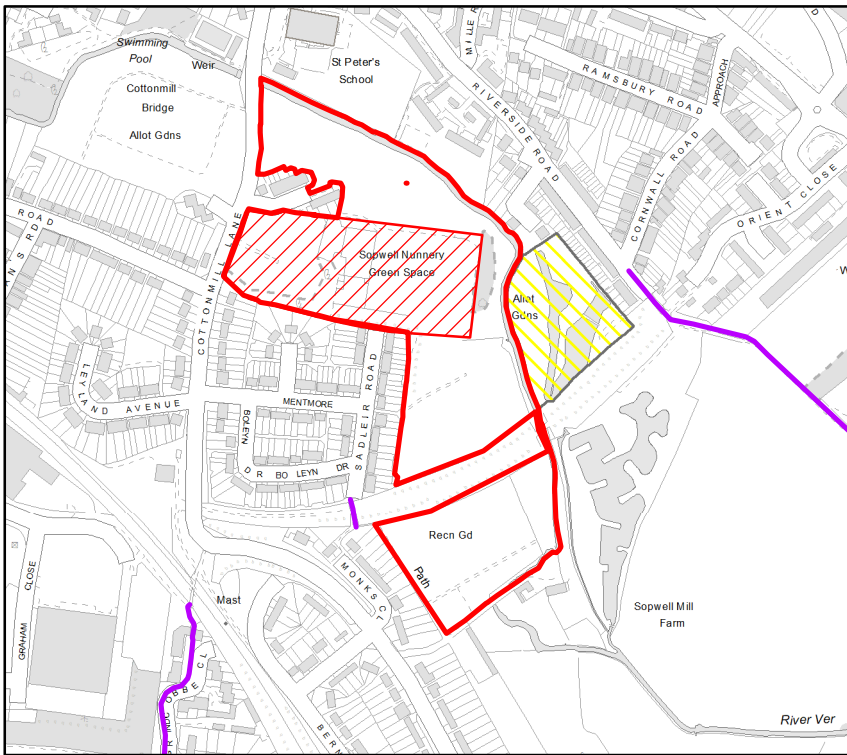 Swimming
Pool
Weir
Cottonmill
Bridge
Allot Gdns
St Peter's
School
RIVERSIDE ROAD
RAMSBURY ROAD
APPROACH
CORNWALL ROAD
ORIENT CLOSE
ROAD
COTTONMILL LANE
Sopwell Nunnery
Green Space
Allot
Gdns
LEYLAND AVENUE
MENTMORE
BOLEYN
DR BOLEYN DR
SADLEIR ROAD
Recn Gd
Path
MONKS CL
Mast
GRAHAM CLOSE
Sopwell Mill
Farm
River Ver